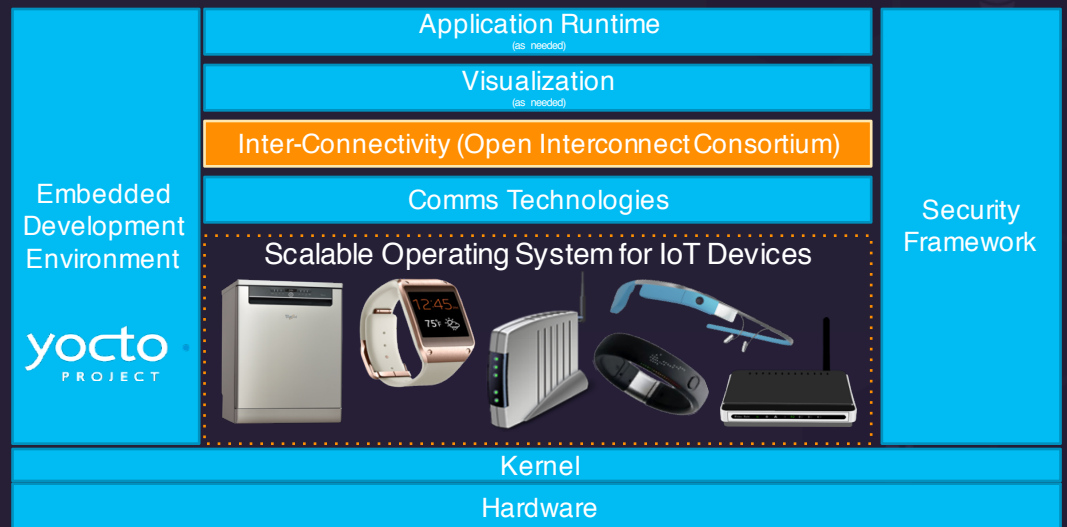 Application Runtime
(as needed)
Visualization
(as needed)
Inter-Connectivity (Open Interconnect Consortium)
Comms Technologies
Scalable Operating System for IoT Devices
Embedded
Development
Environment
yocto
PROJECT
12:45
75°F
Security
Framework
Kernel
Hardware